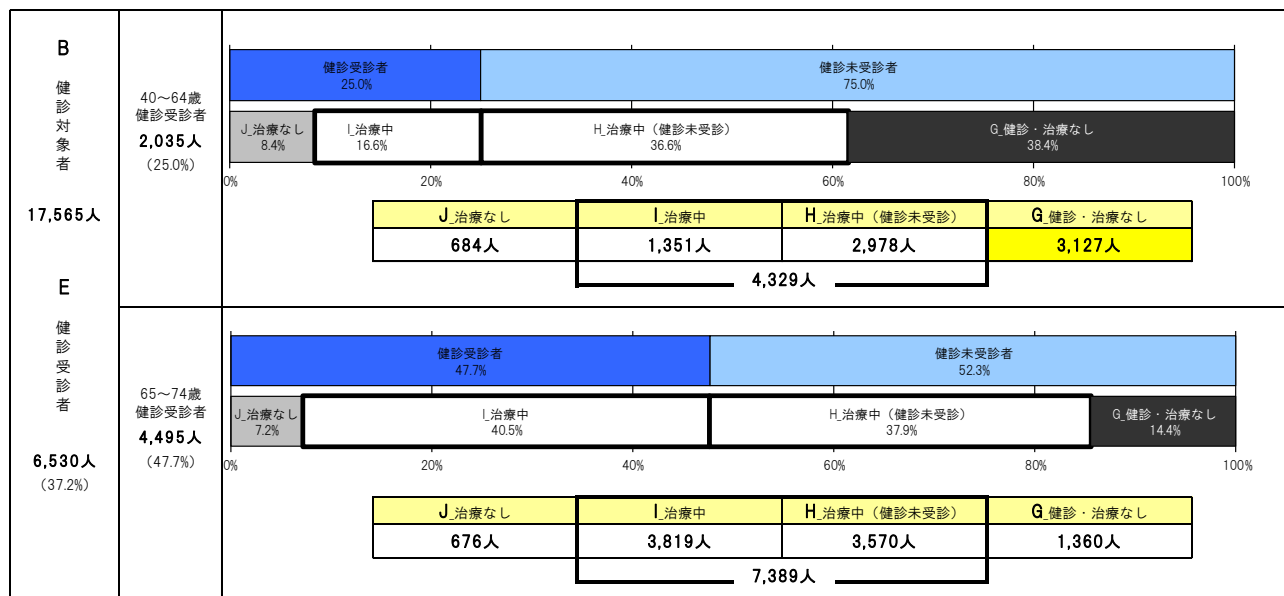 B
健
診
対
象
者
17,565人
E
健
診
受
診
者
6,530人
(37.2%)
40～64歳
健診受診者
2,035人
(25.0%)
健診受診者
25.0%
健診未受診者
75.0%
J_治療なし
8.4%
I_治療中
16.6%
H_治療中（健診未受診）
36.6%
G_健診・治療なし
38.4%
0% 20% 40% 60% 80% 100%
J_治療なし I_治療中 H_治療中（健診未受診） G_健診・治療なし
684人 1,351人 2,978人 3,127人
4,329人
65～74歳
健診受診者
4,495人
(47.7%)
健診受診者
47.7%
健診未受診者
52.3%
J_治療なし
7.2%
I_治療中
40.5%
H_治療中（健診未受診）
37.9%
G_健診・治療なし
14.4%
0% 20% 40% 60% 80% 100%
J_治療なし I_治療中 H_治療中（健診未受診） G_健診・治療なし
676人 3,819人 3,570人 1,360人
7,389人